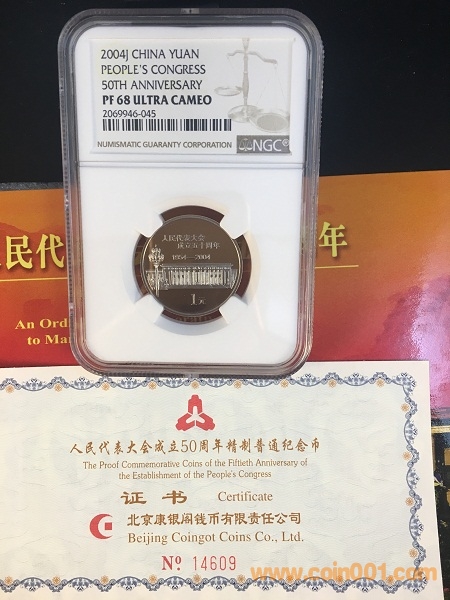 2004J CHINA YUAN
PEOPLE'S CONGRESS
50TH ANNIVERSARY
PF 68 ULTRA CAMEO
2069946-045
NUMISMATIC GUARANTY CORPORATION
NGC®
人民代表大会
成立五十周年
1954—2004
1元
民代
年
An Ord
to Ma
人民代表大会成立50周年精制普通纪念币
The Proof Commemorative Coins of the Fiftieth Anniversary of
the Establishment of the People's Congress
证书 Certificate
北京康银阁钱币有限责任公司
Beijing Coingot Coins Co., Ltd.
Nº 14609
www.coin001.com